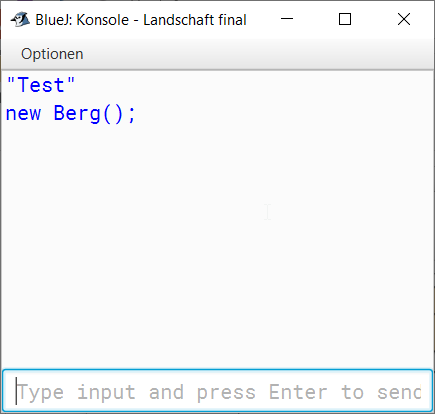 BlueJ: Konsole - Landschaft final
Optionen
"Test"
new Berg();
Type input and press Enter to send